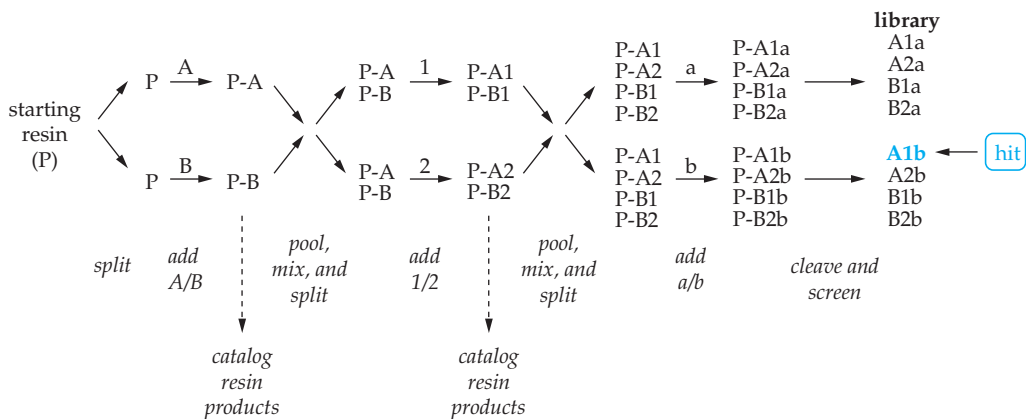 starting
resin
(P)
P
A
P-A
P
B
P-B
P-A
P-B
1
P-A1
P-B1
P-A
P-B
2
P-A2
P-B2
P-A1
P-A2
P-B1
P-B2
a
P-A1a
P-A2a
P-B1a
P-B2a
P-A1
P-A2
P-B1
P-B2
b
P-A1b
P-A2b
P-B1b
P-B2b
library
A1a
A2a
B1a
B2a
A1b
hit
A2b
B1b
B2b
split
add
A/B
pool,
mix, and
split
add
1/2
pool,
mix, and
split
add
a/b
cleave and
screen
catalog
resin
products
catalog
resin
products